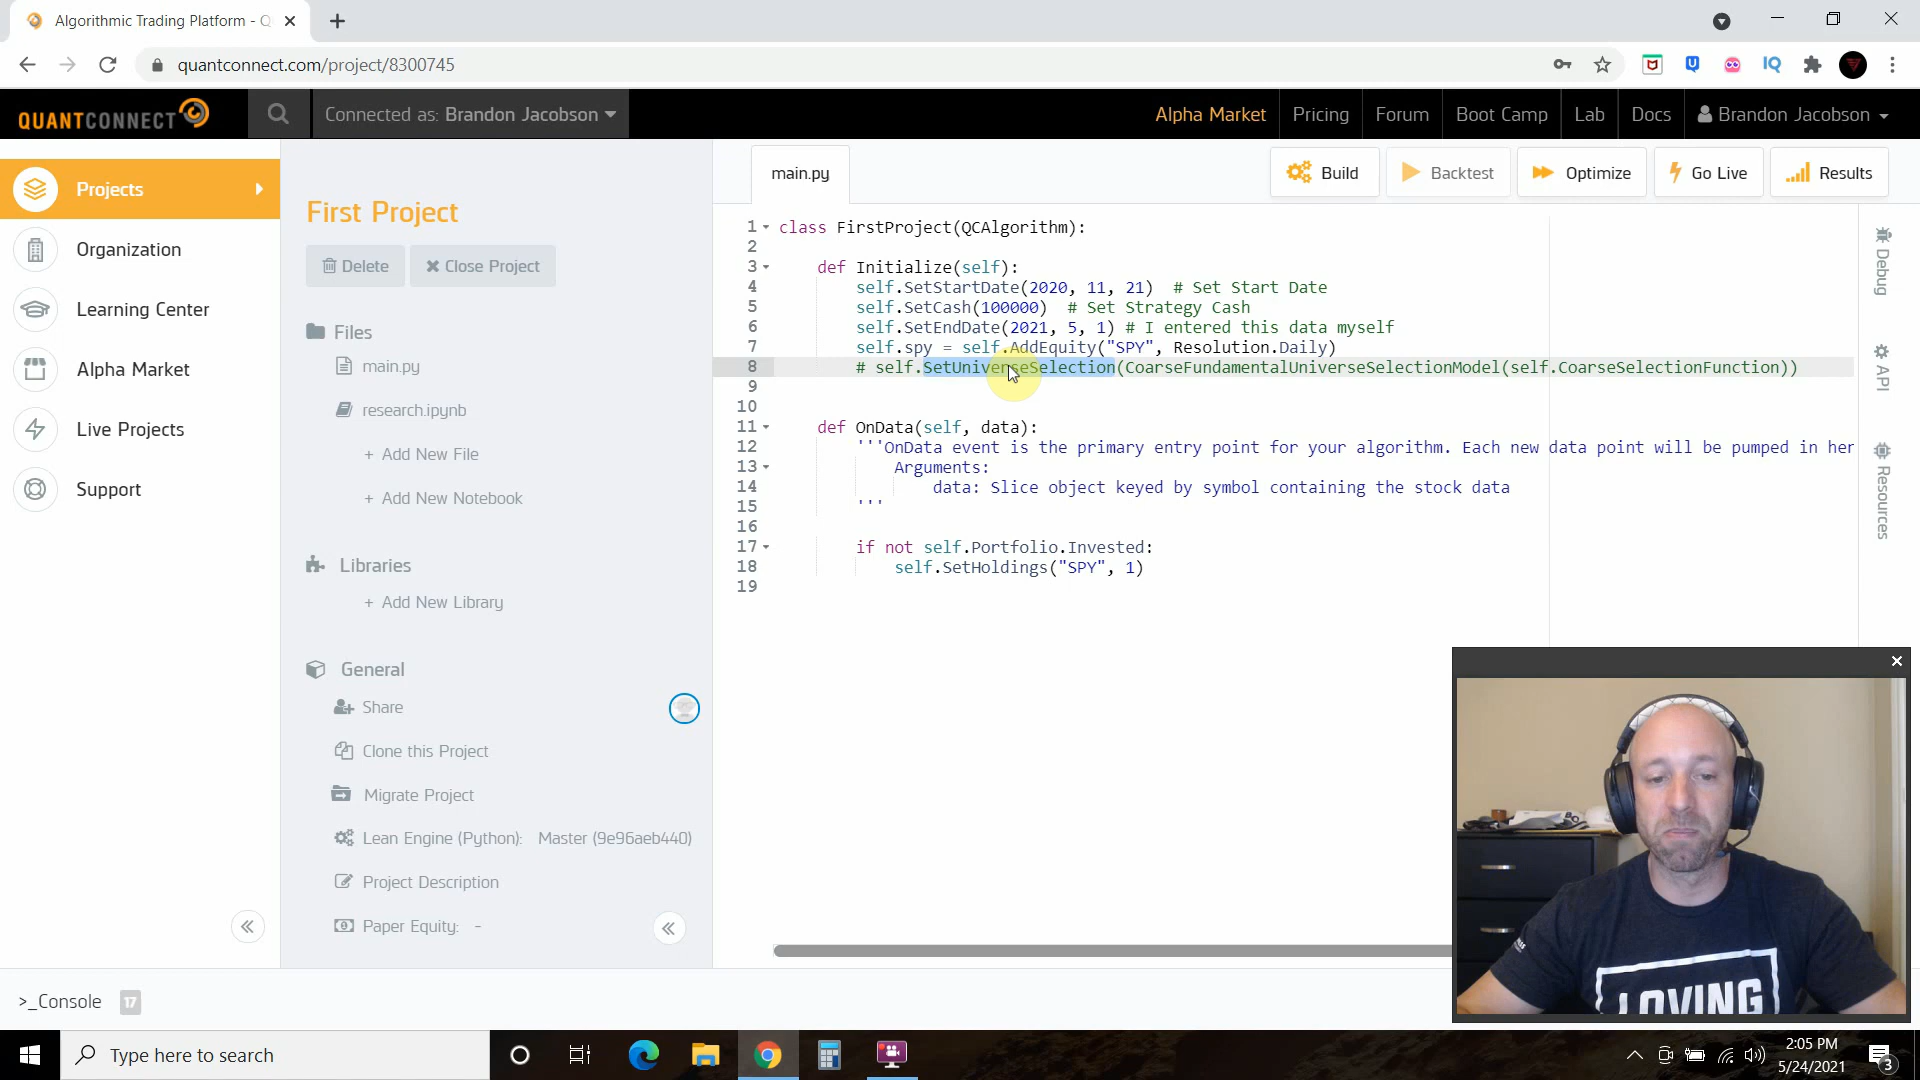 Algorithmic Trading Platform - Q
quantconnect.com/project/8300745
IQ
QUANTCONNECT
Connected as: Brandon Jacobson
Alpha Market
Pricing
Forum
Boot Camp
Lab
Docs
Brandon Jacobson
Projects
Organization
Learning Center
Alpha Market
Live Projects
Support
First Project
Delete
Close Project
Files
main.py
research.ipynb
+ Add New File
+ Add New Notebook
Libraries
+ Add New Library
General
Share
Clone this Project
Migrate Project
Lean Engine (Python): Master (9e96aeb440)
Project Description
Paper Equity: -
main.py
Build
Backtest
Optimize
Go Live
Results
1 class FirstProject(QCAlgorithm):
2
3 def Initialize(self):
4 self.SetStartDate(2020, 11, 21) # Set Start Date
5 self.SetCash(100000) # Set Strategy Cash
6 self.SetEndDate(2021, 5, 1) # I entered this data myself
7 self.spy = self.AddEquity("SPY", Resolution.Daily)
8 # self.SetUniverseSelection(CoarseFundamentalUniverseSelectionModel(self.CoarseSelectionFunction))
9
10
11 def OnData(self, data):
12 '''OnData event is the primary entry point for your algorithm. Each new data point will be pumped in her
13 Arguments:
14 data: Slice object keyed by symbol containing the stock data
15 '''
16
17 if not self.Portfolio.Invested:
18 self.SetHoldings("SPY", 1)
19
Debug
API
Resources
LOVING
>_Console 17
Type here to search
2:05 PM
5/24/2021
3